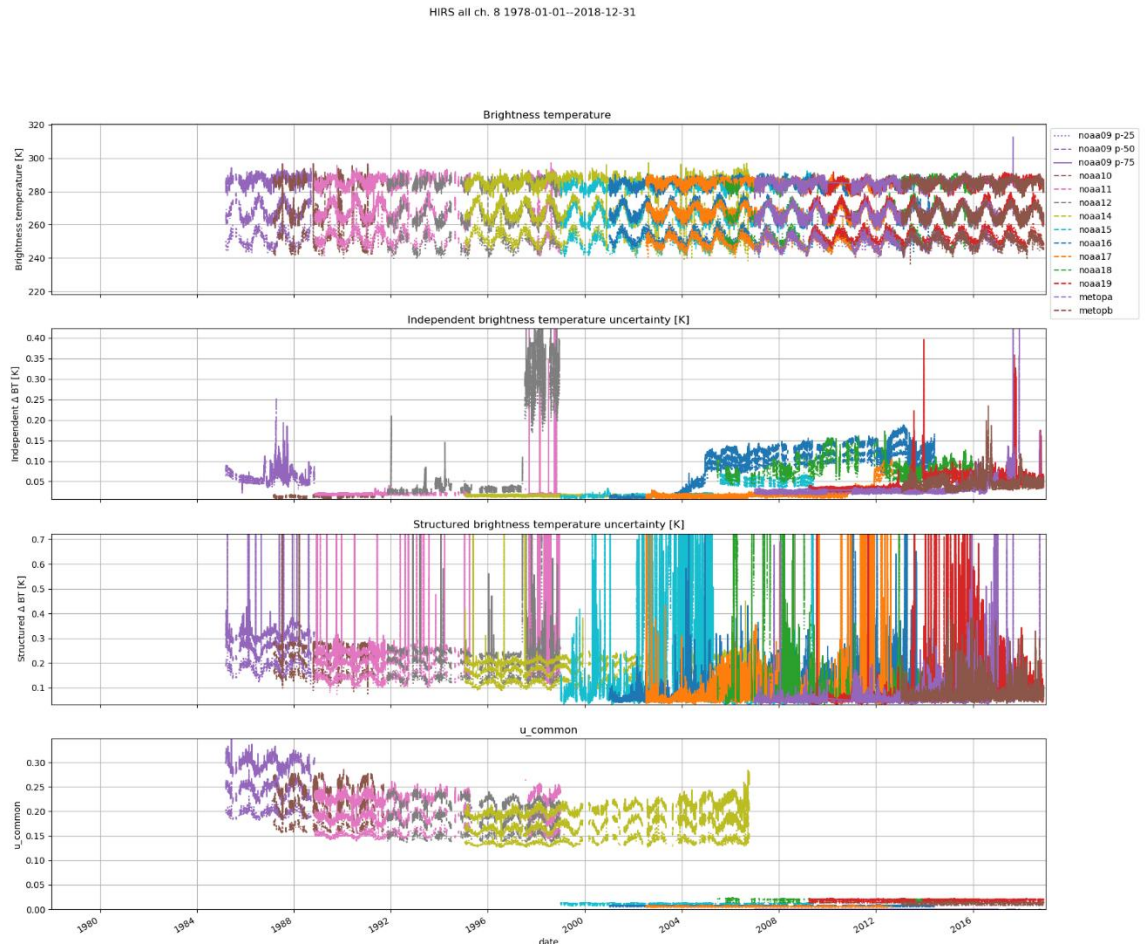 HIRS all ch. 8 1978-01-01--2018-12-31
Brightness temperature
Brightness temperature [K]
320
300
280
260
240
220
noaa09 p-25
noaa09 p-50
noaa09 p-75
noaa10
noaa11
noaa12
noaa14
noaa15
noaa16
noaa17
noaa18
noaa19
metopa
metopb
Independent brightness temperature uncertainty [K]
Independent Δ BT [K]
0.40
0.35
0.30
0.25
0.20
0.15
0.10
0.05
Structured brightness temperature uncertainty [K]
Structured Δ BT [K]
0.7
0.6
0.5
0.4
0.3
0.2
0.1
u_common
u_common
0.30
0.25
0.20
0.15
0.10
0.05
0.00
1980
1984
1988
1992
1996
2000
2004
2008
2012
2016
date